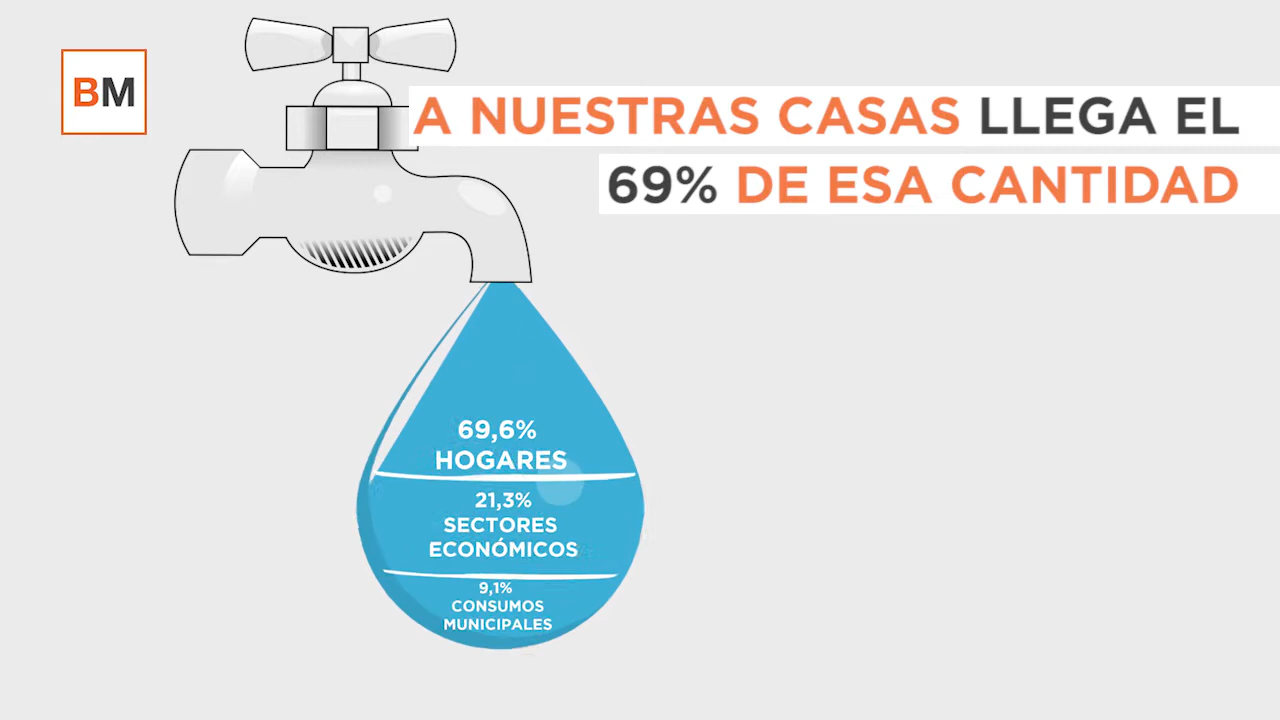 BM
A NUESTRAS CASAS LLEGA EL
69% DE ESA CANTIDAD
69,6%
HOGARES
21,3%
SECTORES
ECONÓMICOS
9,1%
CONSUMOS
MUNICIPALES